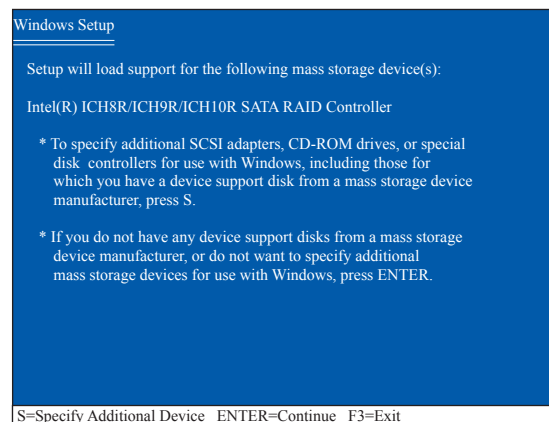 Windows Setup
Setup will load support for the following mass storage device(s):
Intel(R) ICH8R/ICH9R/ICH10R SATA RAID Controller
* To specify additional SCSI adapters, CD-ROM drives, or special
disk controllers for use with Windows, including those for
which you have a device support disk from a mass storage device
manufacturer, press S.
* If you do not have any device support disks from a mass storage
device manufacturer, or do not want to specify additional
mass storage devices for use with Windows, press ENTER.
S=Specify Additional Device ENTER=Continue F3=Exit